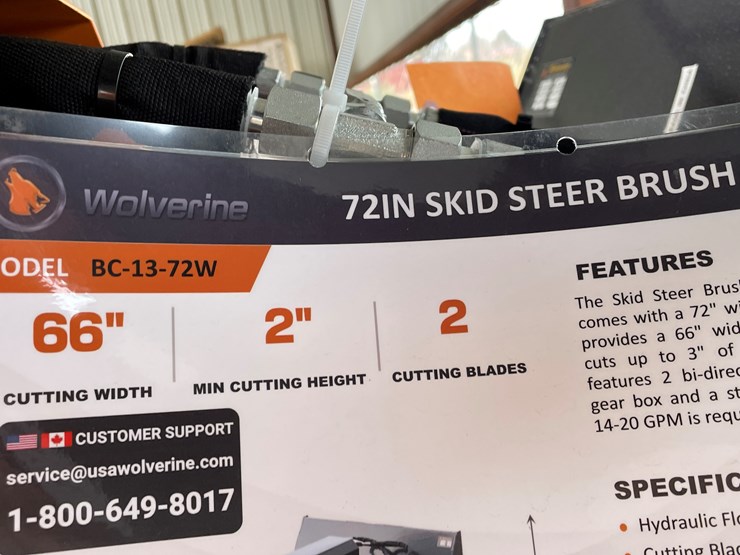 Wolverine
72IN SKID STEER BRUSH
ODEL BC-13-72W
66"
CUTTING WIDTH
2"
MIN CUTTING HEIGHT
2
CUTTING BLADES
CUSTOMER SUPPORT
service@usawolverine.com
1-800-649-8017
FEATURES
The Skid Steer Brus
comes with a 72" wi
provides a 66" wid
cuts up to 3" of
features 2 bi-direc
gear box and a st
14-20 GPM is requ
SPECIFIC
• Hydraulic Flo
Cutting Blad